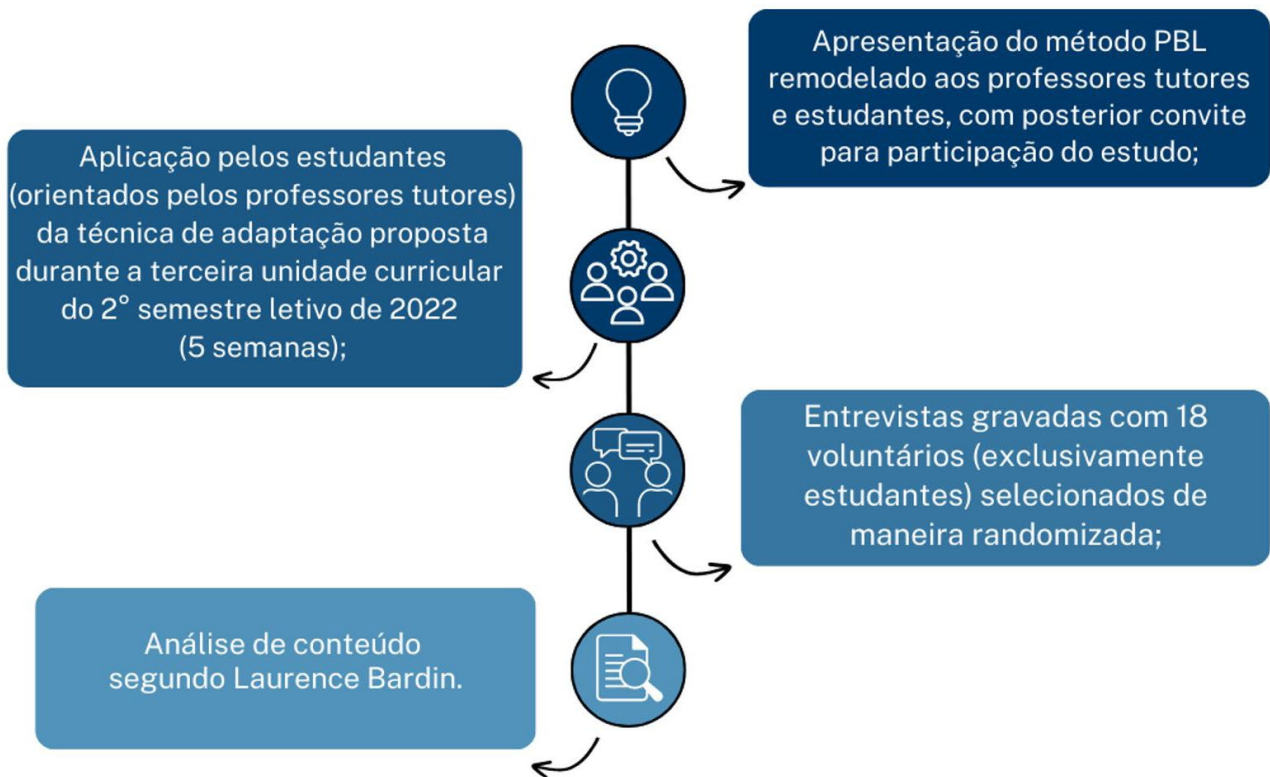 Apresentação do método PBL
remodelado aos professores tutores
e estudantes, com posterior convite
para participação do estudo;
Aplicação pelos estudantes
(orientados pelos professores tutores)
da técnica de adaptação proposta
durante a terceira unidade curricular
do 2° semestre letivo de 2022
(5 semanas);
Entrevistas gravadas com 18
voluntários (exclusivamente
estudantes) selecionados de
maneira randomizada;
Análise de conteúdo
segundo Laurence Bardin.